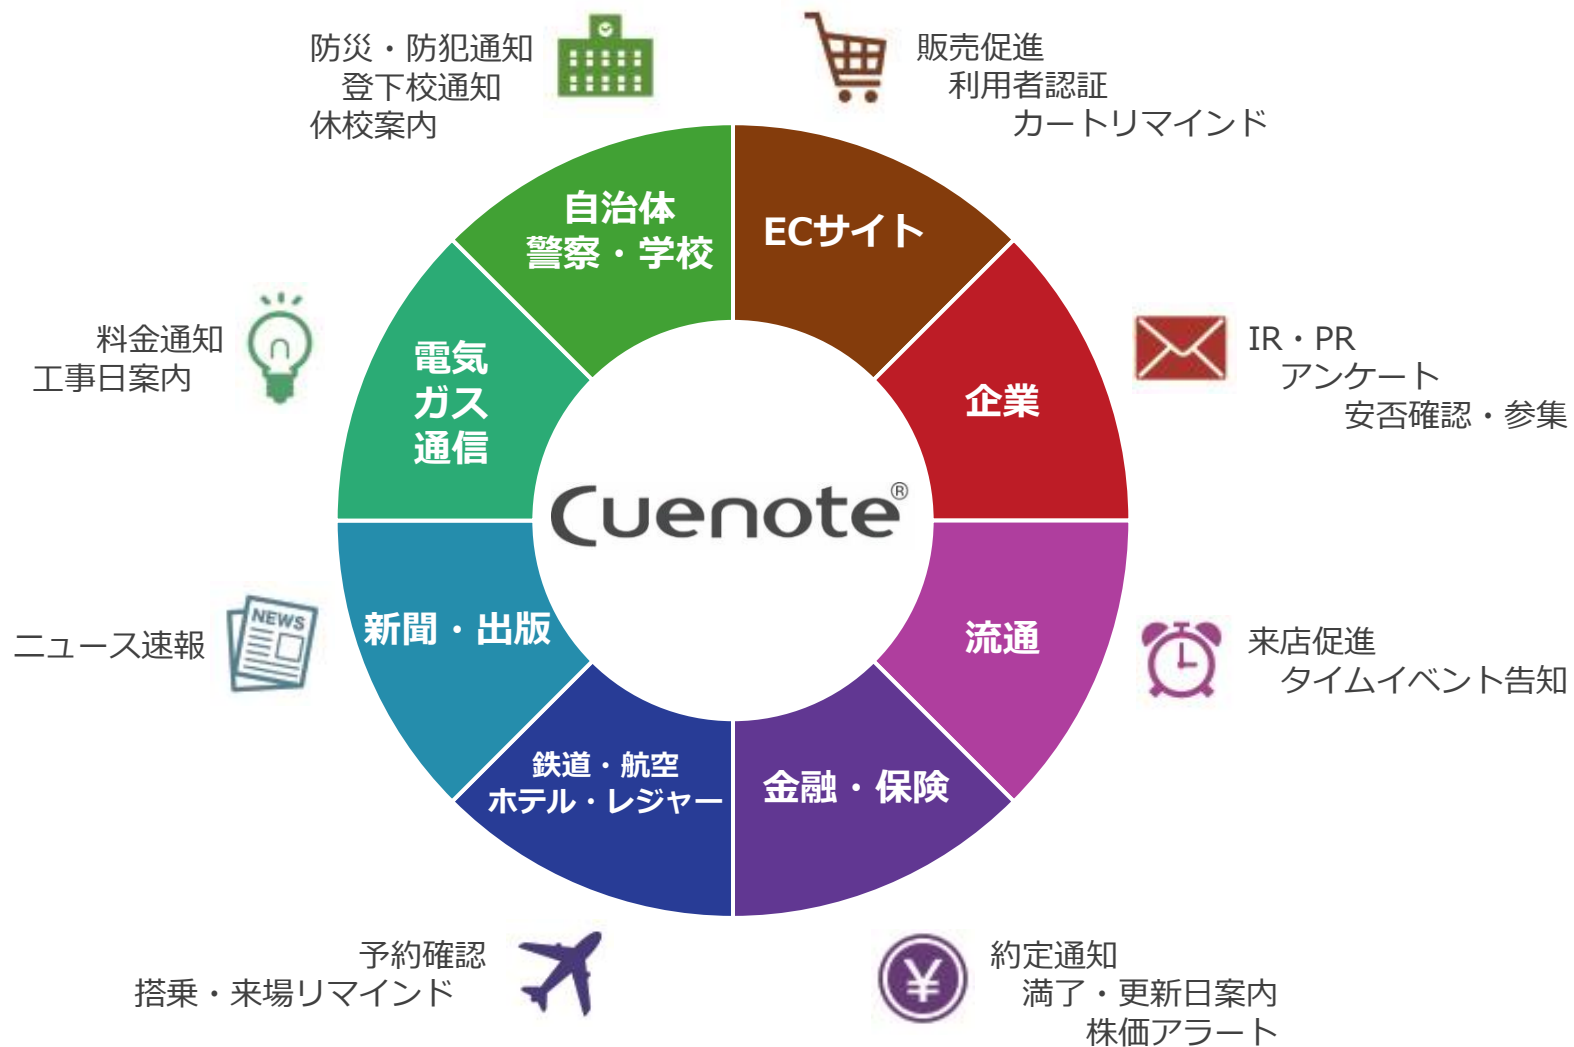 防災・防犯通知
登下校通知
休校案内
販売促進
利用者認証
カートリマインド
自治体
警察・学校
ECサイト
料金通知
工事日案内
電気
ガス
通信
企業
IR・PR
アンケート
安否確認・参集
Cuenote®
ニュース速報
NEWS
新聞・出版
流通
来店促進
タイムイベント告知
鉄道・航空
ホテル・レジャー
金融・保険
予約確認
搭乗・来場リマインド
¥
約定通知
満了・更新日案内
株価アラート